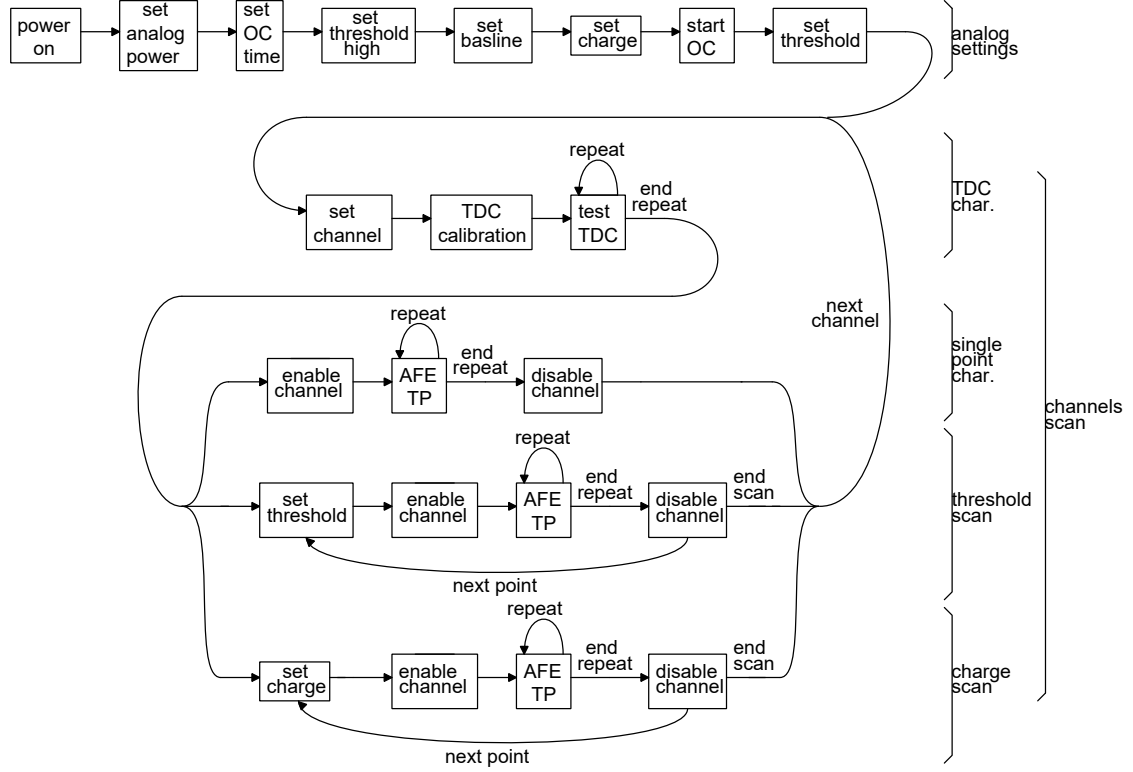 power
on
set
analog
power
set
OC
time
set
threshold
high
set
basline
set
charge
start
OC
set
threshold
analog
settings
set
channel
TDC
calibration
repeat
test
TDC
end
repeat
TDC
char.
next
channel
enable
channel
repeat
AFE
TP
end
repeat
disable
channel
single
point
char.
channels
scan
set
threshold
enable
channel
repeat
AFE
TP
end
repeat
disable
channel
end
scan
next point
threshold
scan
set
charge
enable
channel
repeat
AFE
TP
end
repeat
disable
channel
end
scan
next point
charge
scan